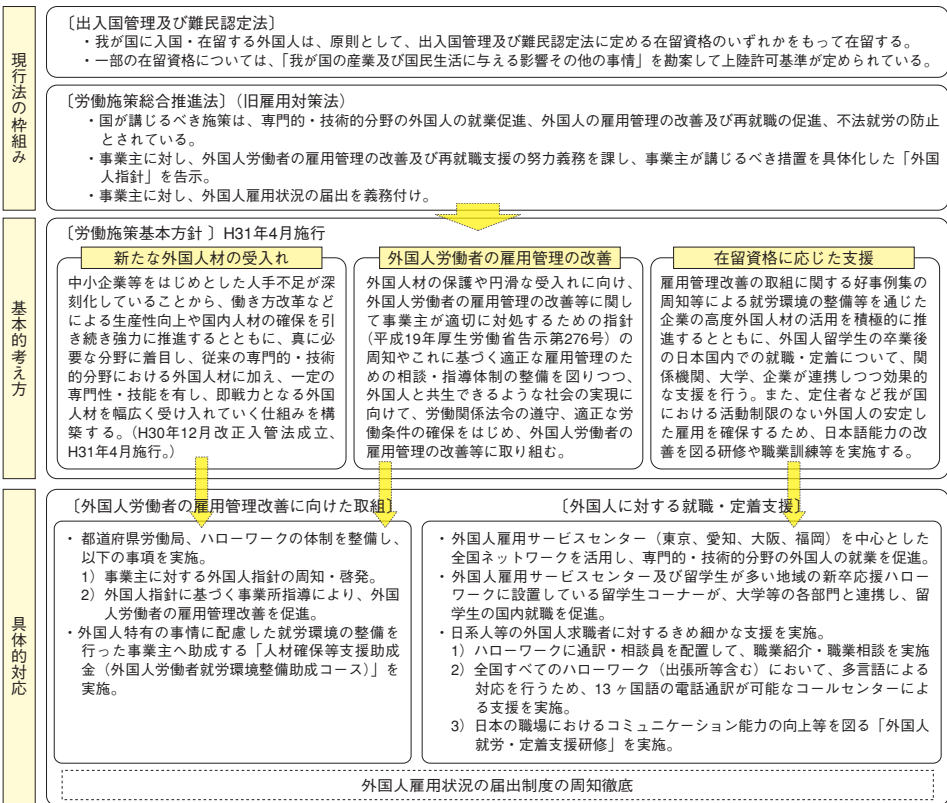 現行法の枠組み
〔出入国管理及び難民認定法〕
・我が国に入国・在留する外国人は、原則として、出入国管理及び難民認定法に定める在留資格のいずれかをもって在留する。
・一部の在留資格については、「我が国の産業及び国民生活に与える影響その他の事情」を勘案して上陸許可基準が定められている。
〔労働施策総合推進法〕（旧雇用対策法）
・国が講じるべき施策は、専門的・技術的分野の外国人の就業促進、外国人の雇用管理の改善及び再就職の促進、不法就労の防止
とされている。
・事業主に対し、外国人労働者の雇用管理の改善及び再就職支援の努力義務を課し、事業主が講じるべき措置を具体化した「外国
人指針」を告示。
・事業主に対し、外国人雇用状況の届出を義務付け。
基本的考え方
〔労働施策基本方針 〕H31年4月施行
新たな外国人材の受入れ
中小企業等をはじめとした人手不足が深
刻化していることから、働き方改革など
による生産性向上や国内人材の確保を引
き続き強力に推進するとともに、真に必
要な分野に着目し、従来の専門的・技術
的分野における外国人材に加え、一定の
専門性・技能を有し、即戦力となる外国
人材を幅広く受け入れていく仕組みを構
築する。（H30年12月改正入管法成立、
H31年4月施行。）
外国人労働者の雇用管理の改善
外国人材の保護や円滑な受入れに向け、
外国人労働者の雇用管理の改善等に関し
て事業主が適切に対処するための指針
（平成19年厚生労働省告示第276号）の
周知やこれに基づく適正な雇用管理のた
めの相談・指導体制の整備を図りつつ、
外国人と共生できるような社会の実現に
向けて、労働関係法令の遵守、適正な労
働条件の確保をはじめ、外国人労働者の
雇用管理の改善等に取り組む。
在留資格に応じた支援
雇用管理改善の取組に関する好事例集の
周知等による就労環境の整備等を通じた
企業の高度外国人材の活用を積極的に推
進するとともに、外国人留学生の卒業後
の日本国内での就職・定着について、関
係機関、大学、企業が連携しつつ効果的
な支援を行う。また、定住者など我が
国における活動制限のない外国人の安定し
た雇用を確保するため、日本語能力の改
善を図る研修や職業訓練等を実施する。
具体的対応
〔外国人労働者の雇用管理改善に向けた取組〕
・ 都道府県労働局、ハローワークの体制を整備し、
以下の事項を実施。
1）事業主に対する外国人指針の周知・啓発。
2）外国人指針に基づく事業所指導により、外国
人労働者の雇用管理改善を促進。
・外国人特有の事情に配慮した就労環境の整備を
行った事業主へ助成する「人材確保等支援助成
金（外国人労働者就労環境整備助成コース）」を
実施。
〔外国人に対する就職・定着支援〕
・ 外国人雇用サービスセンター（東京、愛知、大阪、福岡）を中心とした
全国ネットワークを活用し、専門的・技術的分野の外国人の就業を促進。
・外国人雇用サービスセンター及び留学生が多い地域の新卒応援ハロー
ワークに設置している留学生コーナーが、大学等の各部門と連携し、留
学生の国内就職を促進。
・日系人等の外国人求職者に対するきめ細かな支援を実施。
1）ハローワークに通訳・相談員を配置して、職業紹介・職業相談を実施
2）全国すべてのハローワーク（出張所等含む）において、多言語による
対応を行うため、13 ヶ国語の電話通訳が可能なコールセンターによ
る支援を実施。
3）日本の職場におけるコミュニケーション能力の向上等を図る「外国人
就労・定着支援研修」を実施。
外国人雇用状況の届出制度の周知徹底